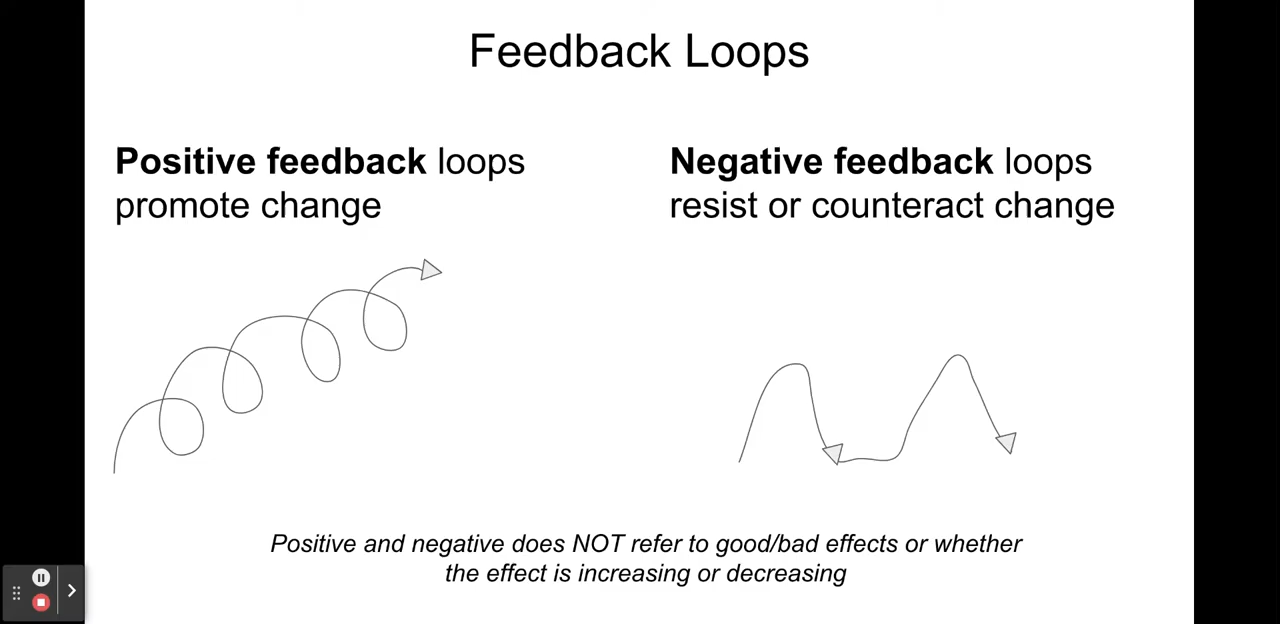 Feedback Loops
Positive feedback loops
promote change
Negative feedback loops
resist or counteract change
Positive and negative does NOT refer to good/bad effects or whether
the effect is increasing or decreasing